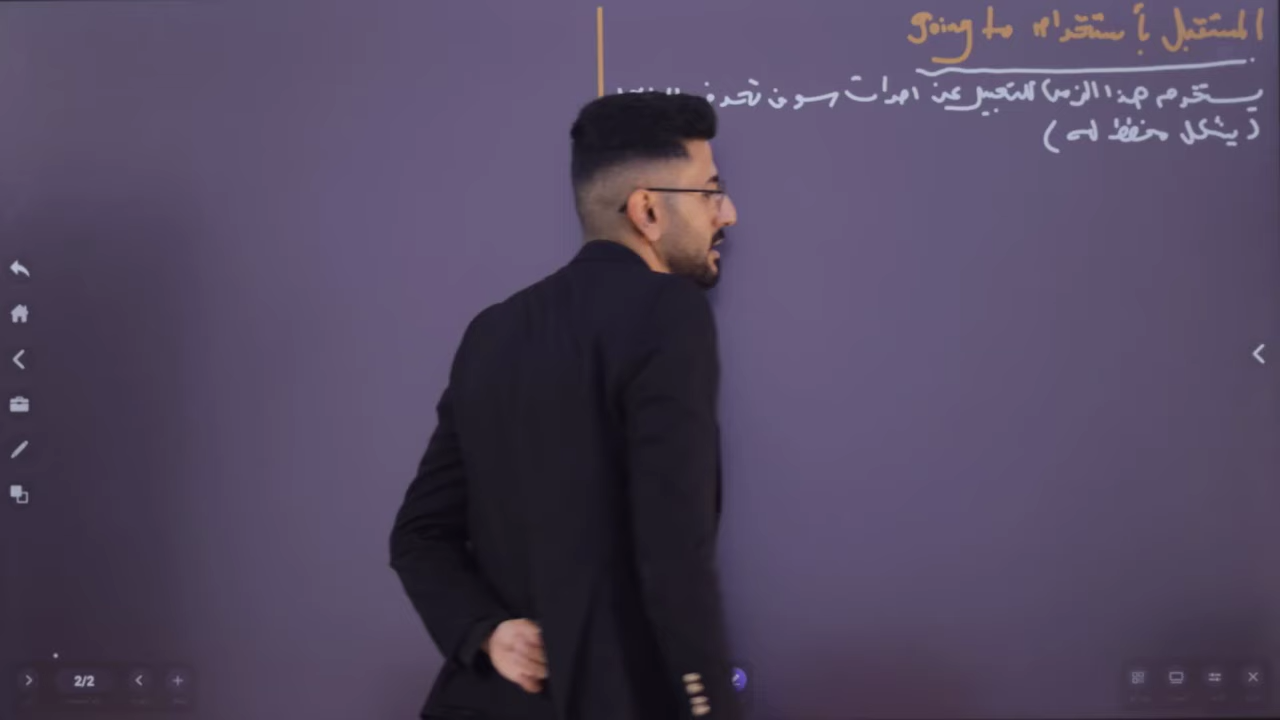 المستقبل بأستخدام going to
يستخدم هذا الزمن للتعبير عن احداث سوف تحدث
(بشكل مخطط له)
2/2